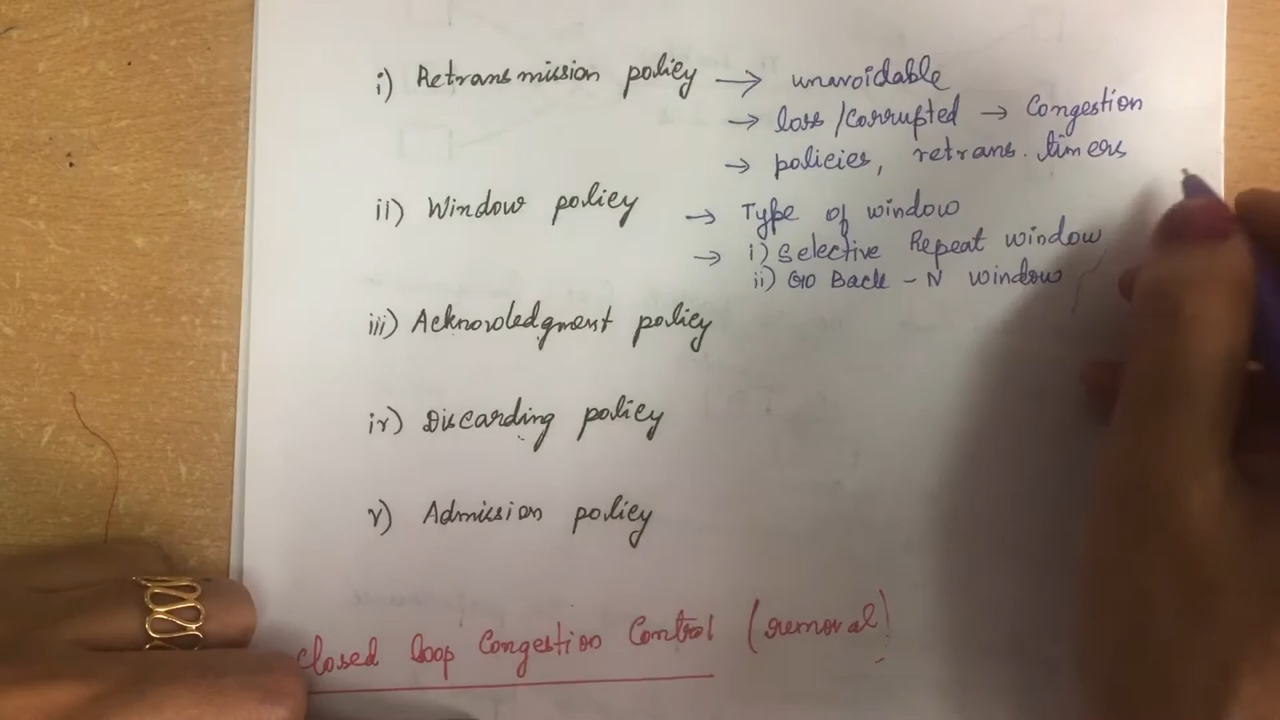 i) Retransmission policy → unavoidable
→ loss/corrupted → Congestion
→ policies, retrans. timers
ii) Window policy → Type of window
→ i) Selective Repeat window
ii) Go Back - N window
iii) Acknowledgment policy
iv) Discarding policy
v) Admission policy
Closed loop Congestion Control (removal)